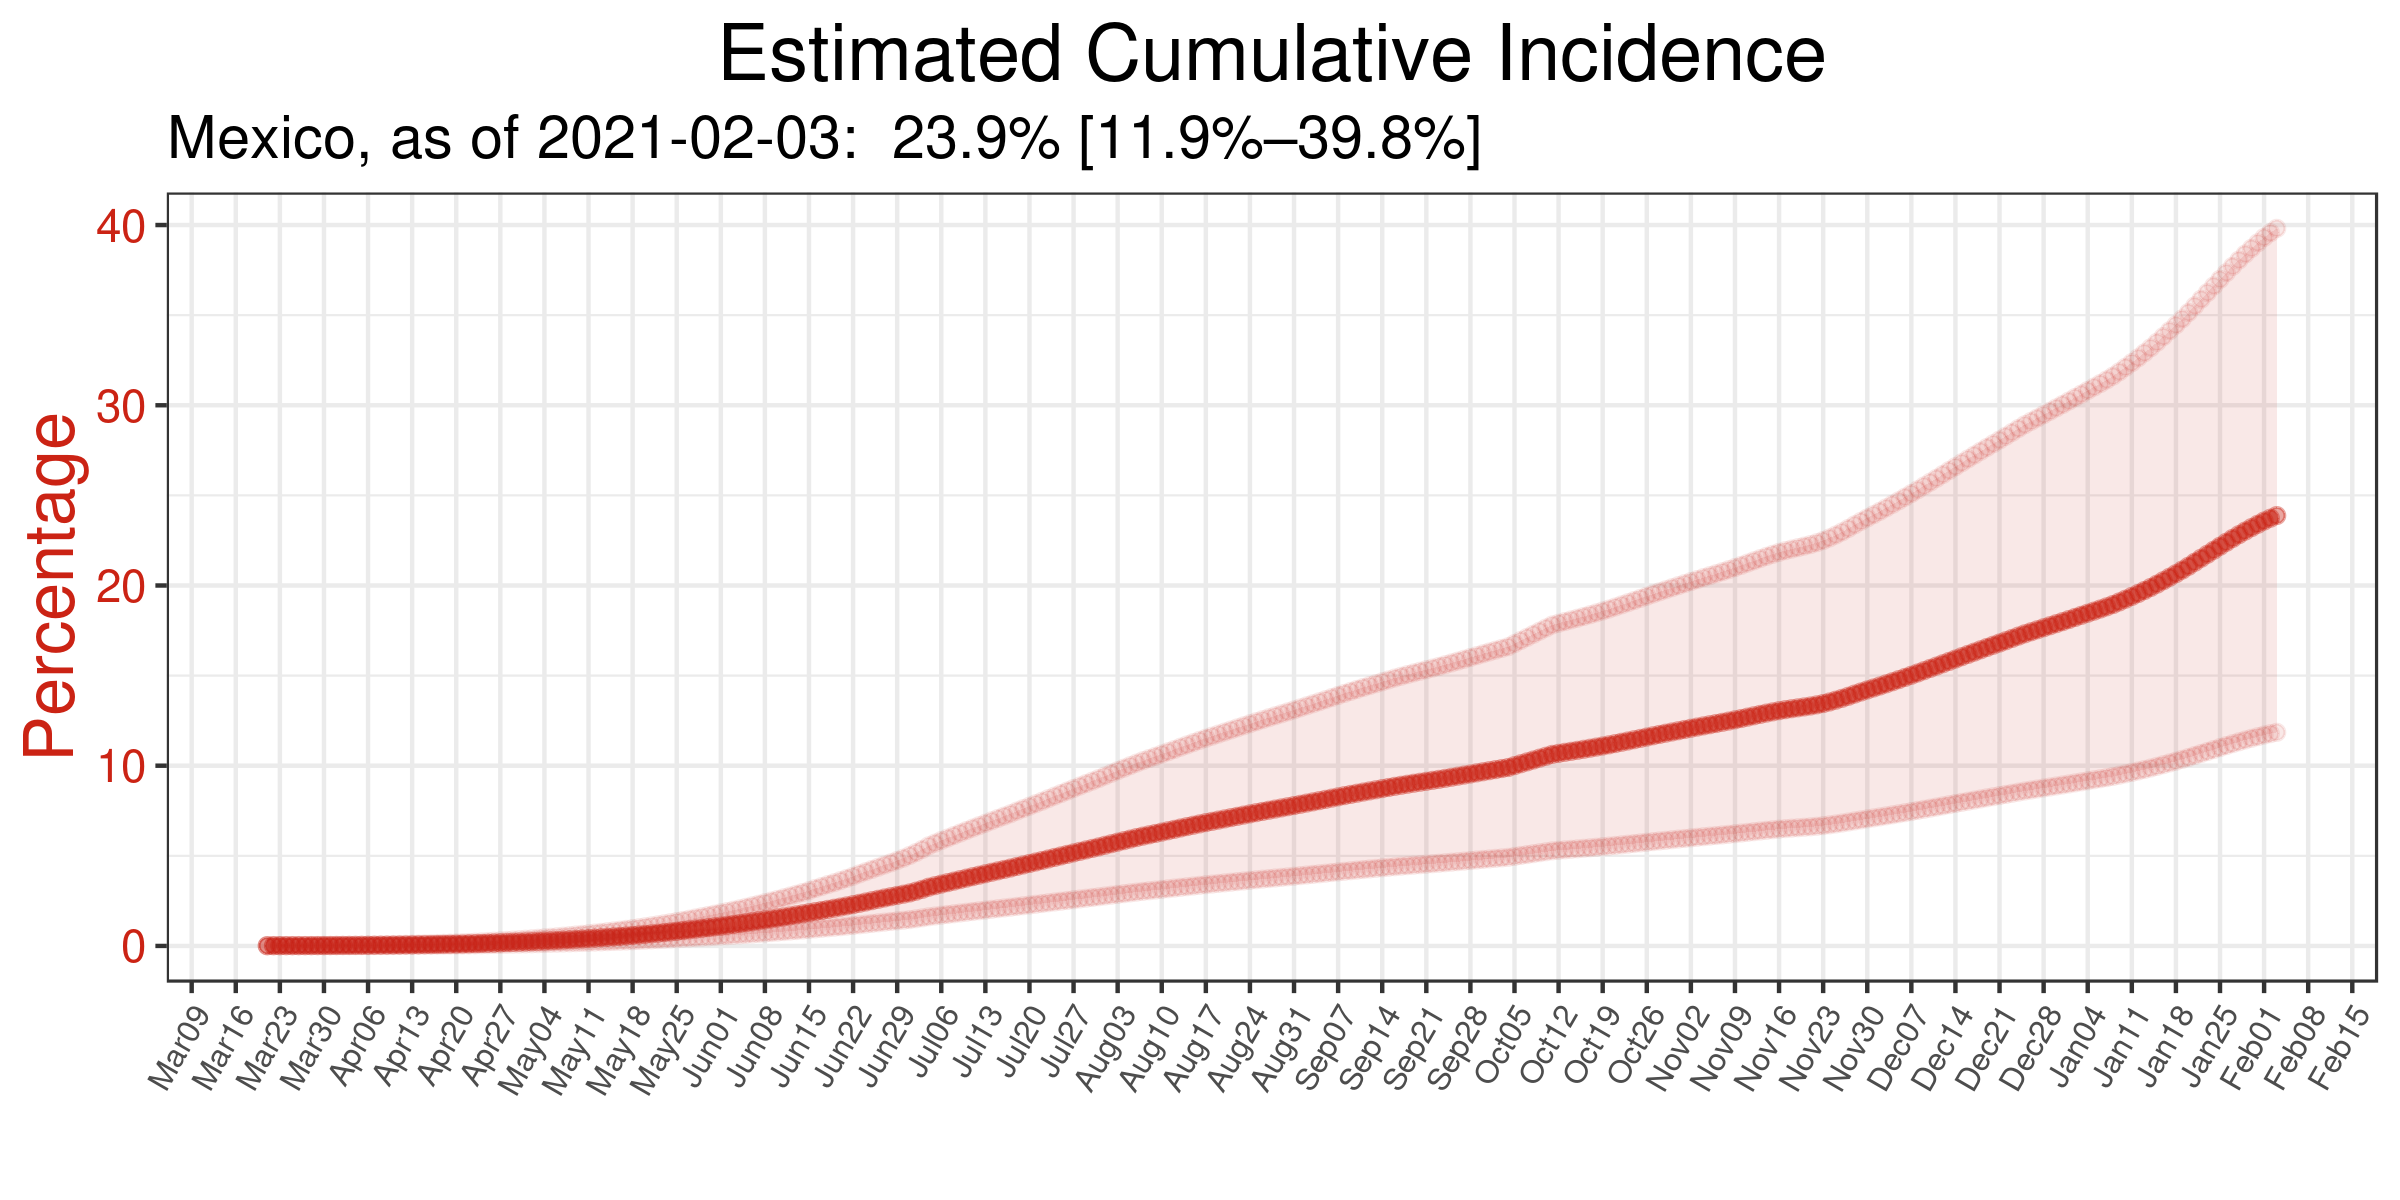 Estimated Cumulative Incidence
Mexico, as of 2021-02-03:  23.9% [11.9%–39.8%]
Percentage
40
30
20
10
0
Mar09
Mar16
Mar23
Mar30
Apr06
Apr13
Apr20
Apr27
May04
May11
May18
May25
Jun01
Jun08
Jun15
Jun22
Jun29
Jul06
Jul13
Jul20
Jul27
Aug03
Aug10
Aug17
Aug24
Aug31
Sep07
Sep14
Sep21
Sep28
Oct05
Oct12
Oct19
Oct26
Nov02
Nov09
Nov16
Nov23
Nov30
Dec07
Dec14
Dec21
Dec28
Jan04
Jan11
Jan18
Jan25
Feb01
Feb08
Feb15